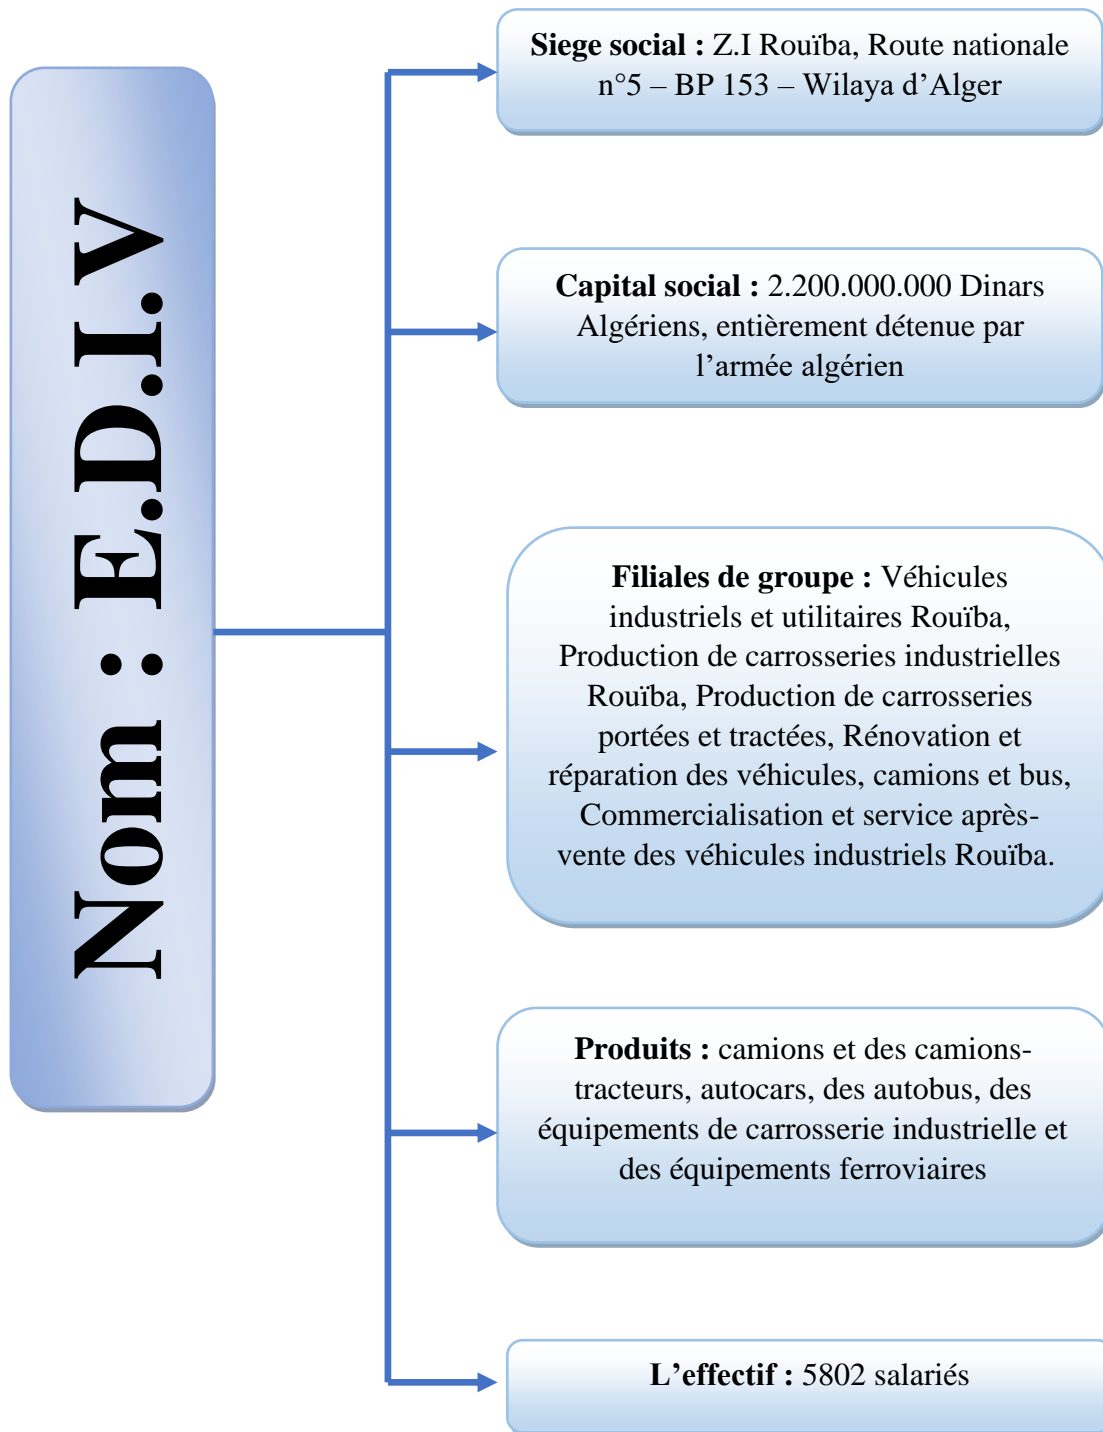 Nom : E.D.I.V
Siege social : Z.I Rouïba, Route nationale
n°5 – BP 153 – Wilaya d’Alger
Capital social : 2.200.000.000 Dinars
Algériens, entièrement détenue par
l’armée algérien
Filiales de groupe : Véhicules
industriels et utilitaires Rouïba,
Production de carrosseries industrielles
Rouïba, Production de carrosseries
portées et tractées, Rénovation et
réparation des véhicules, camions et bus,
Commercialisation et service après-
vente des véhicules industriels Rouïba.
Produits : camions et des camions-
tracteurs, autocars, des autobus, des
équipements de carrosserie industrielle et
des équipements ferroviaires
L’effectif : 5802 salariés